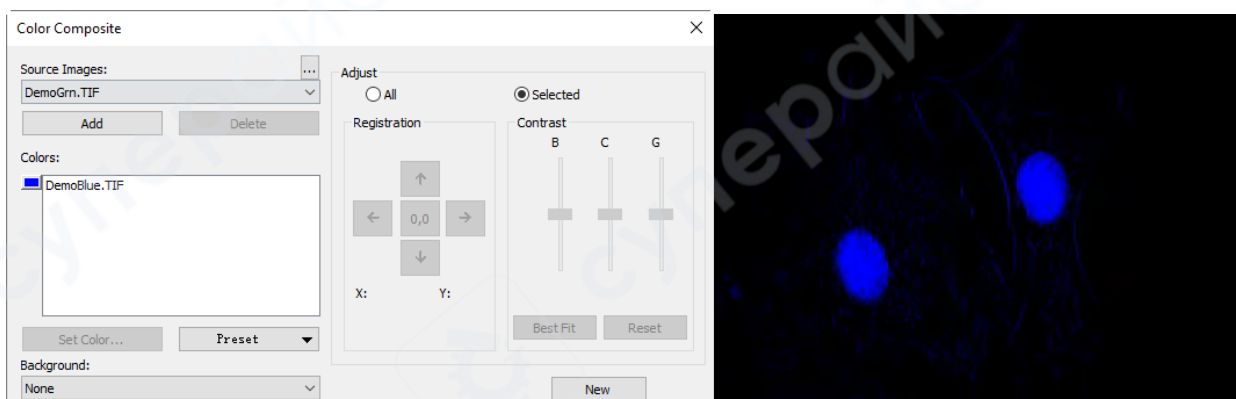 Color Composite
Source Images:
...
DemoGrn.TIF
Add
Delete
Colors:
DemoBlue.TIF
Set Color...
Preset
Background:
None
Adjust
All
Selected
Registration
0,0
X:
Y:
Contrast
B
C
G
Best Fit
Reset
New
супер